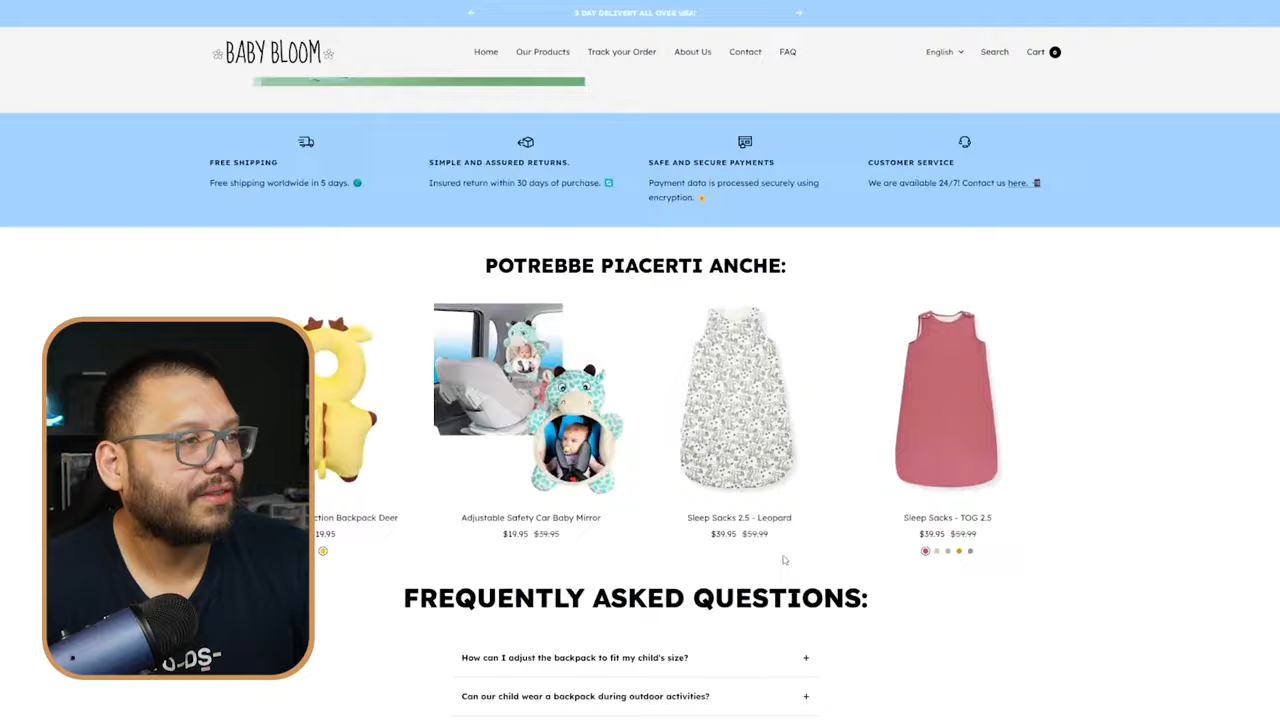 3 DAY DELIVERY ALL OVER USA!
BABY BLOOM
Home
Our Products
Track your Order
About Us
Contact
FAQ
English
Search
Cart 0
FREE SHIPPING
Free shipping worldwide in 5 days.
SIMPLE AND ASSURED RETURNS.
Insured return within 30 days of purchase.
SAFE AND SECURE PAYMENTS
Payment data is processed securely using
encryption.
CUSTOMER SERVICE
We are available 24/7! Contact us here.
POTREBBE PIACERTI ANCHE:
ction Backpack Deer
19.95
Adjustable Safety Car Baby Mirror
$19.95 $39.95
Sleep Sacks 2.5 - Leopard
$39.95 $59.99
Sleep Sacks - TOG 2.5
$39.95 $59.99
FREQUENTLY ASKED QUESTIONS:
How can I adjust the backpack to fit my child's size? +
Can our child wear a backpack during outdoor activities? +